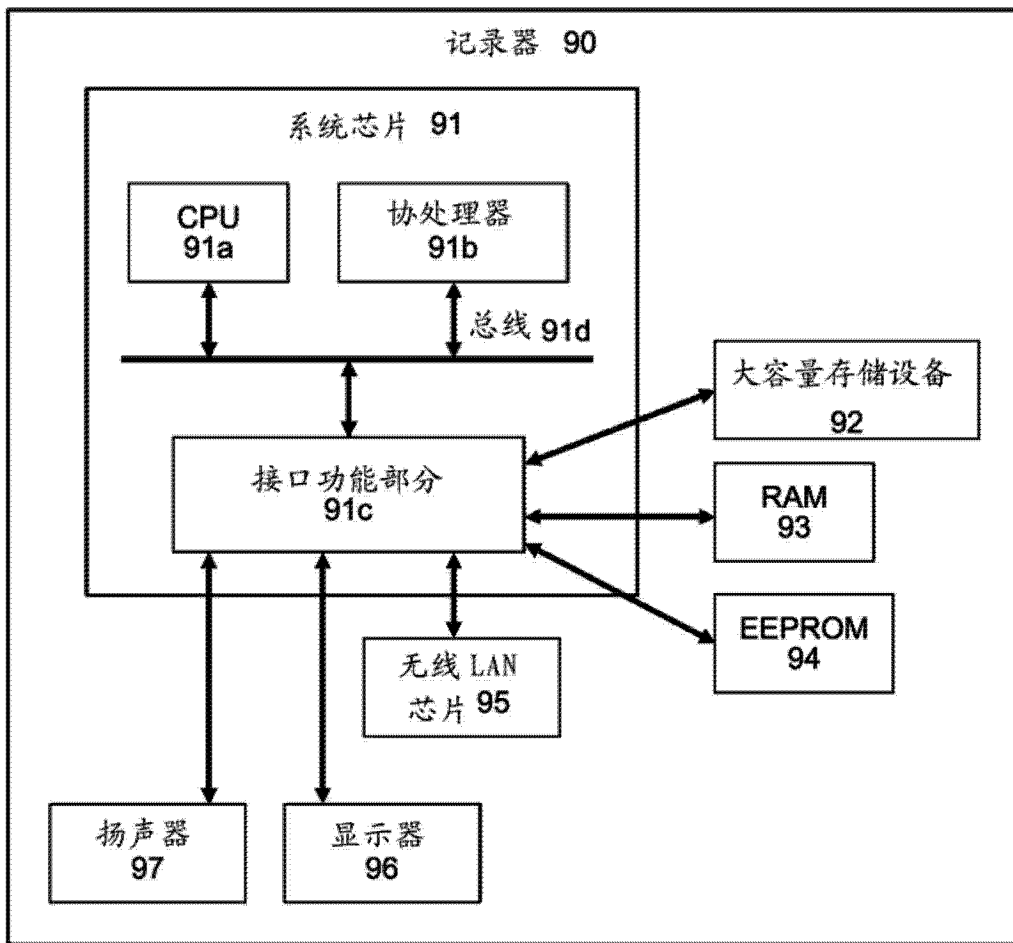 记录器 90
系统芯片 91
CPU
91a
协处理器
91b
总线 91d
接口功能部分
91c
大容量存储设备
92
RAM
93
EEPROM
94
无线 LAN
芯片 95
扬声器
97
显示器
96